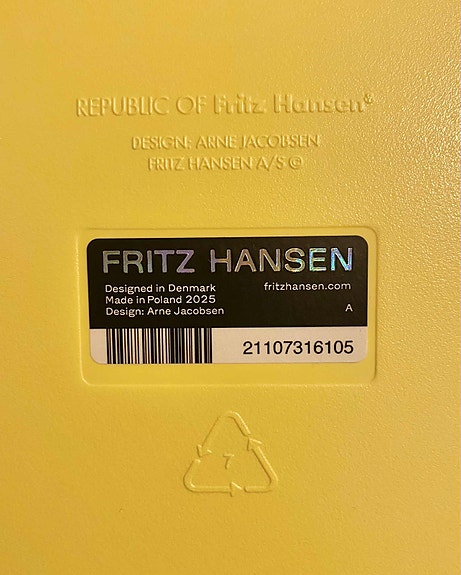 REPUBLIC OF Fritz Hansen®
DESIGN: ARNE JACOBSEN
FRITZ HANSEN A/S ©
FRITZ HANSEN
Designed in Denmark
fritzhansen.com
Made in Poland 2025
Design: Arne Jacobsen
A
21107316105
7